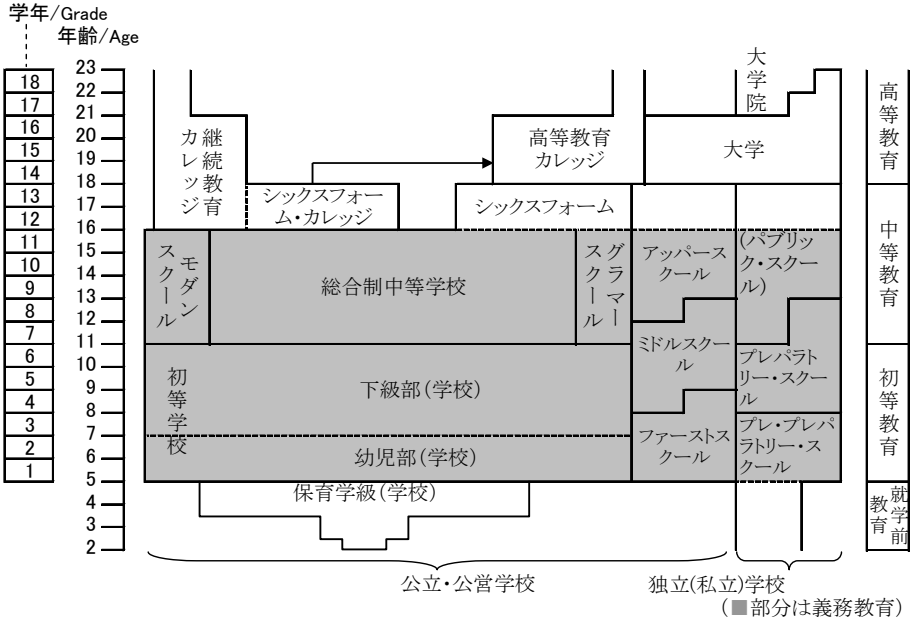 学年/Grade
年齢/Age
23
22
21
20
19
18
17
16
15
14
13
12
11
10
9
8
7
6
5
4
3
2
18
17
16
15
14
13
12
11
10
9
8
7
6
5
4
3
2
1
継続教育
カレッジ
シックスフォー
ム・カレッジ
高等教育
カレッジ
シックスフォーム
大学院
大学
モダン
スクール
総合制中等学校
グラマー
スクール
アッパース
クール
(パブリッ
ク・スクー
ル)
ミドルスクー
ル
プレパラト
リー・スクー
ル
初等学校
下級部(学校)
幼児部(学校)
ファーストス
クール
プレ・プレパ
ラトリー・ス
クール
保育学級(学校)
高等教育
中等教育
初等教育
就学前
教育
公立・公営学校
独立(私立)学校
(■部分は義務教育)